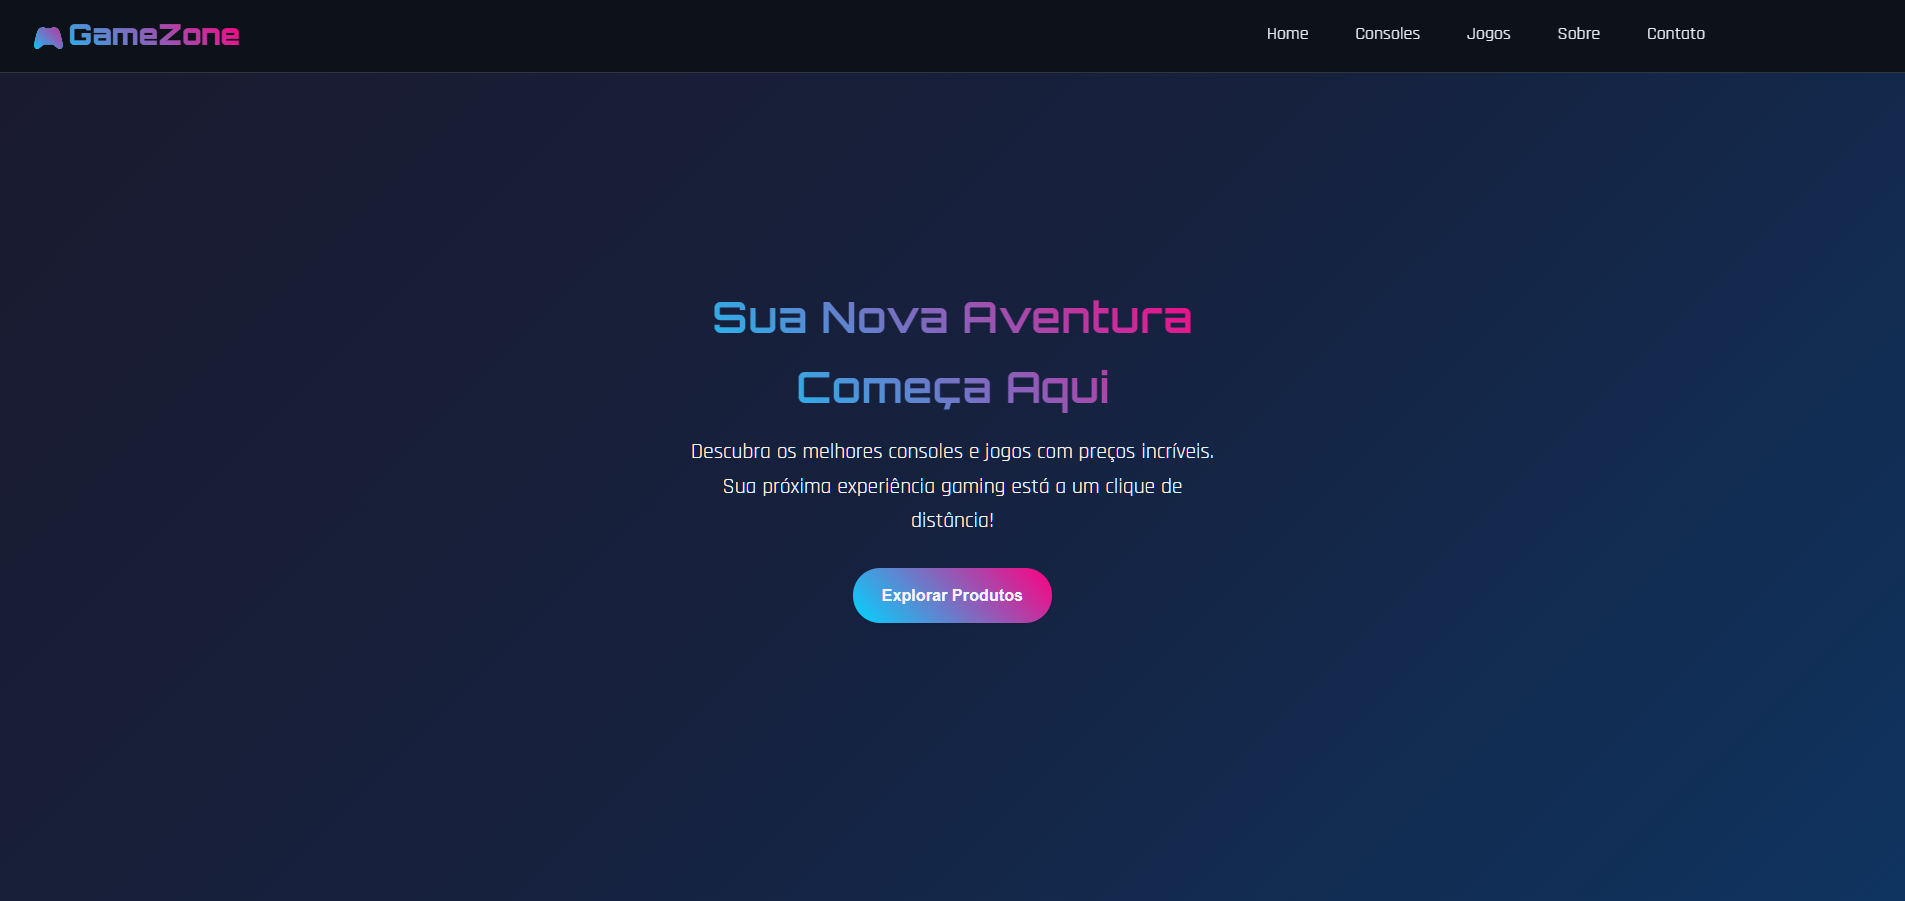 GameZone
Home Consoles Jogos Sobre Contato
Sua Nova Aventura
Começa Aqui
Descubra os melhores consoles e jogos com preços incríveis.
Sua próxima experiência gaming está a um clique de
distância!
Explorar Produtos